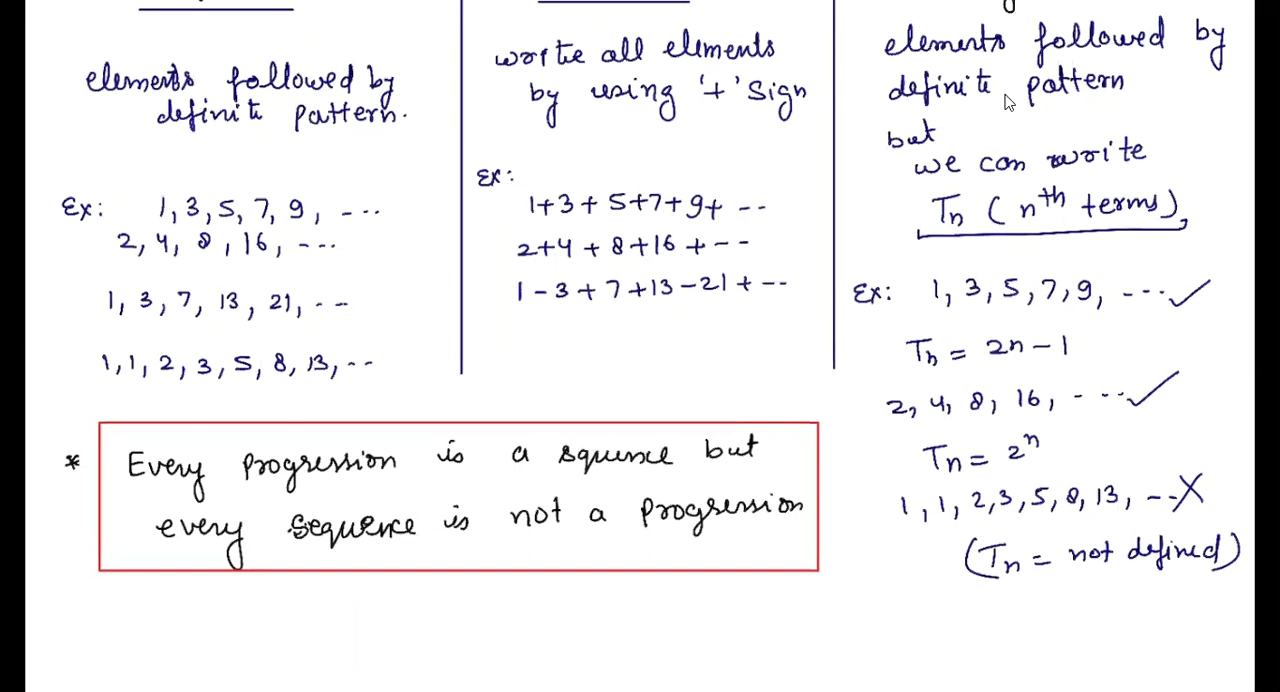 elements followed by
definite pattern.
Ex: 1, 3, 5, 7, 9, ---
2, 4, 8, 16, ---
1, 3, 7, 13, 21, --
1, 1, 2, 3, 5, 8, 13, --
write all elements
by using '+' Sign
Ex:
1+3+5+7+9+ --
2+4+8+16+--
1-3+7+13-21+--
elements followed by
definite pattern
but
we can write
Tn (nth terms),
Ex: 1, 3, 5, 7, 9, --- ✓
Tn = 2n-1
2, 4, 8, 16, ---- ✓
Tn = 2ⁿ
1, 1, 2, 3, 5, 8, 13, -- X
(Tn = not defined)
* Every progression is a squence but
every sequence is not a progression